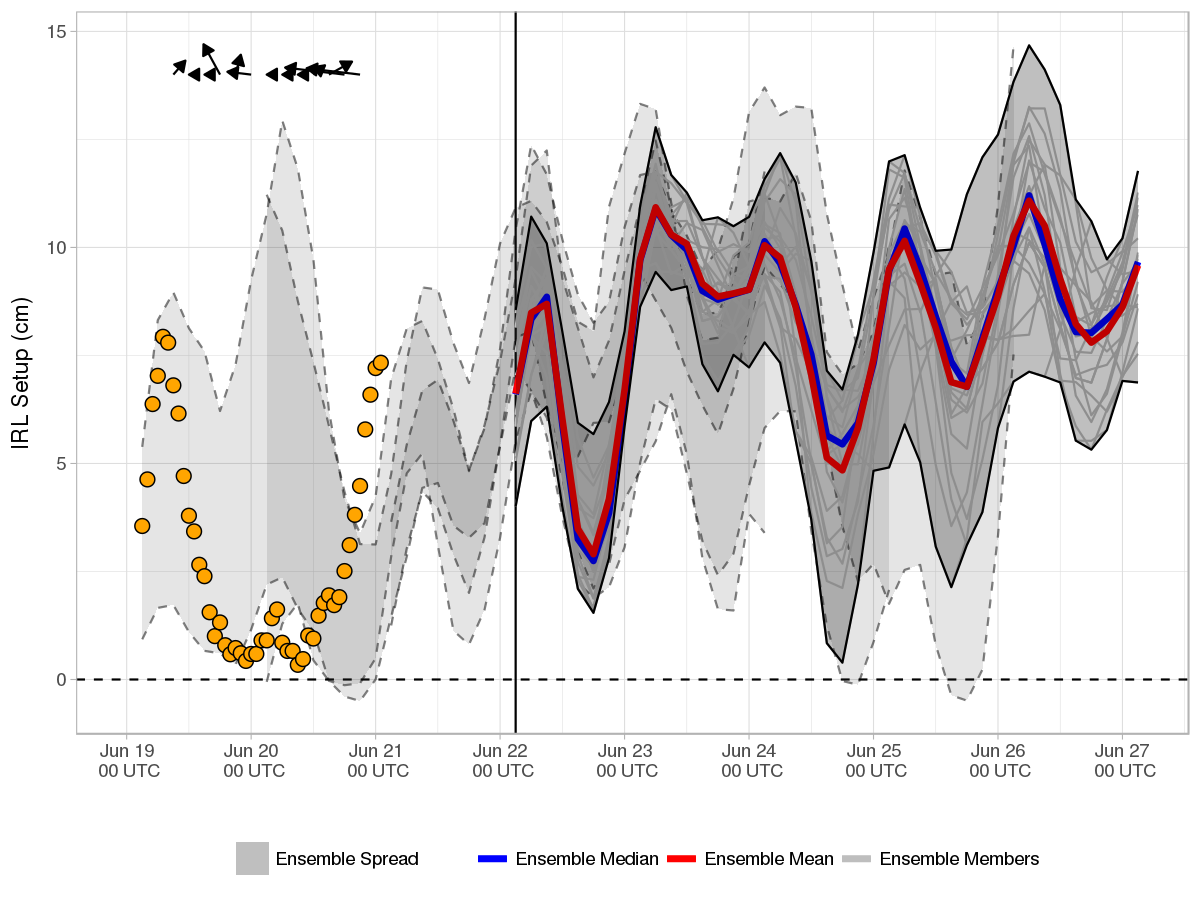 IRL Setup (cm)
15
10
5
0
Jun 19 Jun 20 Jun 21 Jun 22 Jun 23 Jun 24 Jun 25 Jun 26 Jun 27
00 UTC 00 UTC 00 UTC 00 UTC 00 UTC 00 UTC 00 UTC 00 UTC 00 UTC
Ensemble Spread Ensemble Median Ensemble Mean Ensemble Members